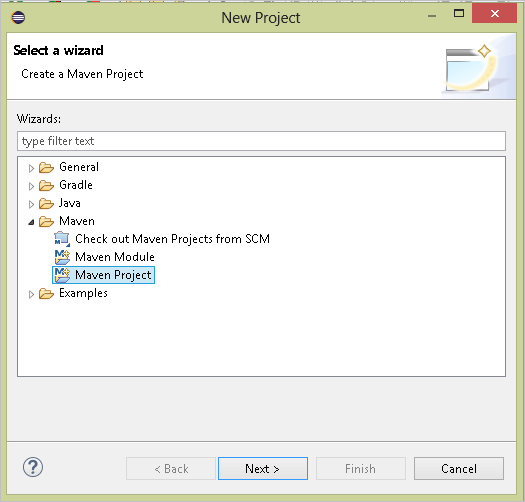 New Project
Select a wizard
Create a Maven Project
Wizards:
type filter text
General
Gradle
Java
Maven
Check out Maven Projects from SCM
Maven Module
Maven Project
Examples
? < Back Next > Finish Cancel